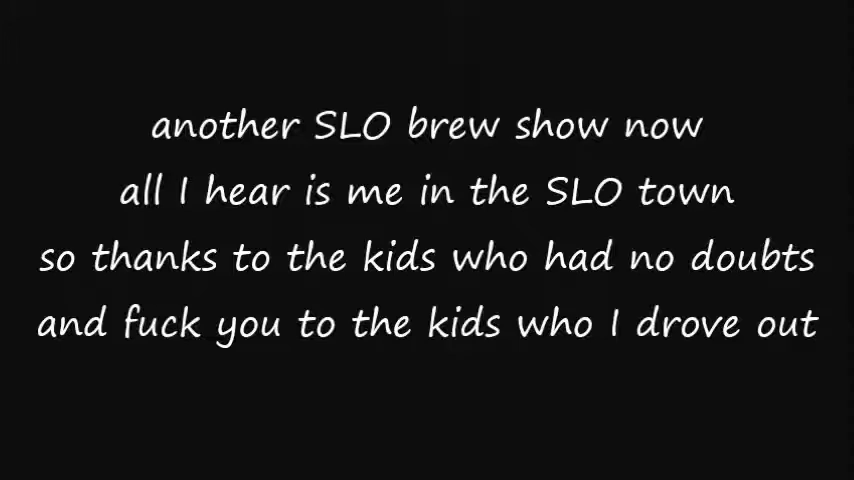 another SLO brew show now
all I hear is me in the SLO town
so thanks to the kids who had no doubts
and fuck you to the kids who I drove out